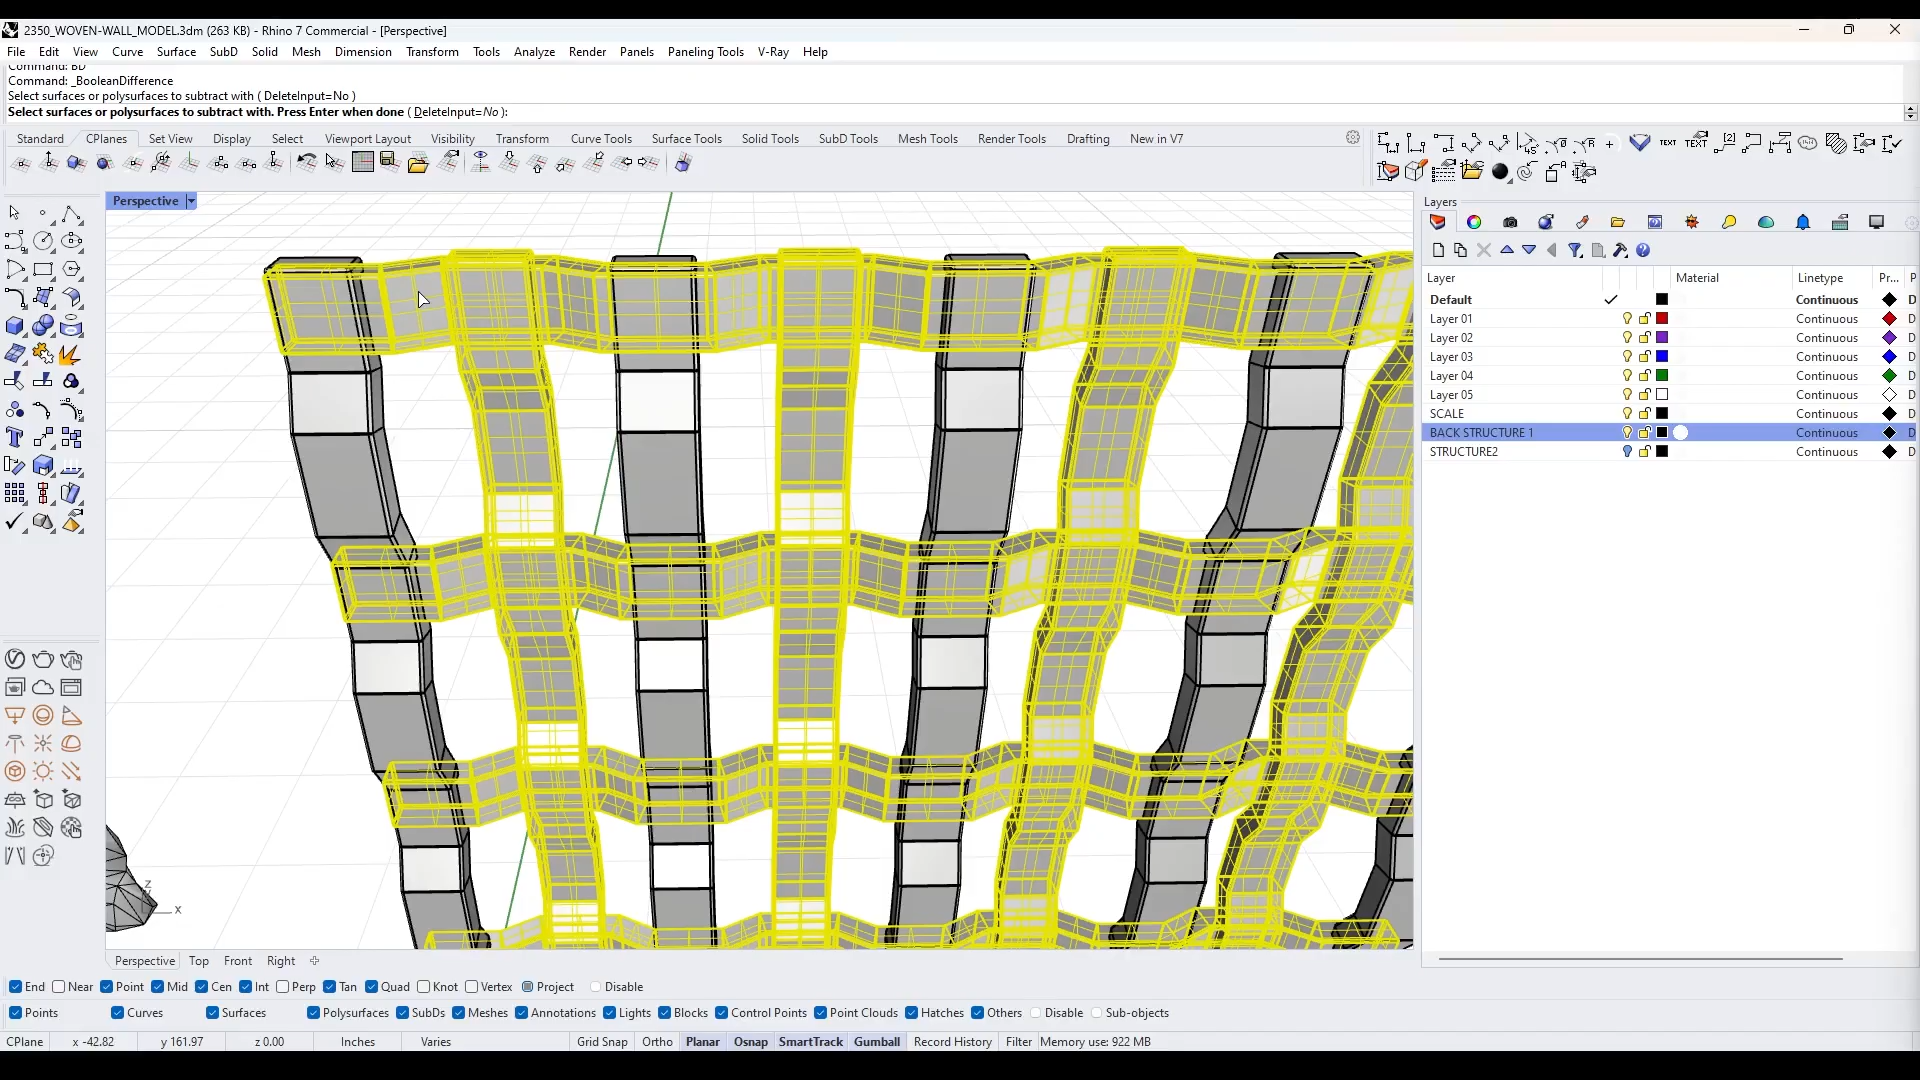 2350_WOVEN-WALL_MODEL.3dm (263 KB) - Rhino 7 Commercial - [Perspective]
File Edit View Curve Surface SubD Solid Mesh Dimension Transform Tools Analyze Render Panels Paneling Tools V-Ray Help
Command: BD
Command: _BooleanDifference
Select surfaces or polysurfaces to subtract with ( DeleteInput=No )
Select surfaces or polysurfaces to subtract with. Press Enter when done ( DeleteInput=No ):
Standard CPlanes Set View Display Select Viewport Layout Visibility Transform Curve Tools Surface Tools Solid Tools SubD Tools Mesh Tools Render Tools Drafting New in V7
TEXT TEXT
Perspective
Layers
Layer Material Linetype Pr... P
Default Continuous D
Layer 01 Continuous D
Layer 02 Continuous D
Layer 03 Continuous D
Layer 04 Continuous D
Layer 05 Continuous D
SCALE Continuous D
BACK STRUCTURE 1 Continuous D
STRUCTURE2 Continuous D
z
x
Perspective Top Front Right
End Near Point Mid Cen Int Perp Tan Quad Knot Vertex Project Disable
Points Curves Surfaces Polysurfaces SubDs Meshes Annotations Lights Blocks Control Points Point Clouds Hatches Others Disable Sub-objects
CPlane x -42.82 y 161.97 z 0.00 Inches Varies Grid Snap Ortho Planar Osnap SmartTrack Gumball Record History Filter Memory use: 922 MB